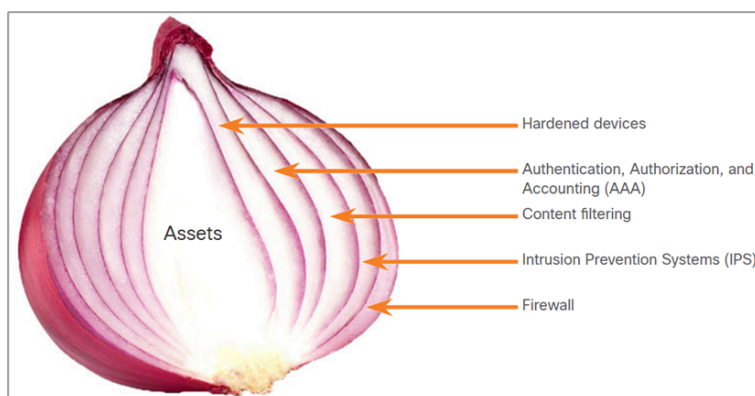 Hardened devices
Authentication, Authorization, and
Accounting (AAA)
Content filtering
Assets
Intrusion Prevention Systems (IPS)
Firewall